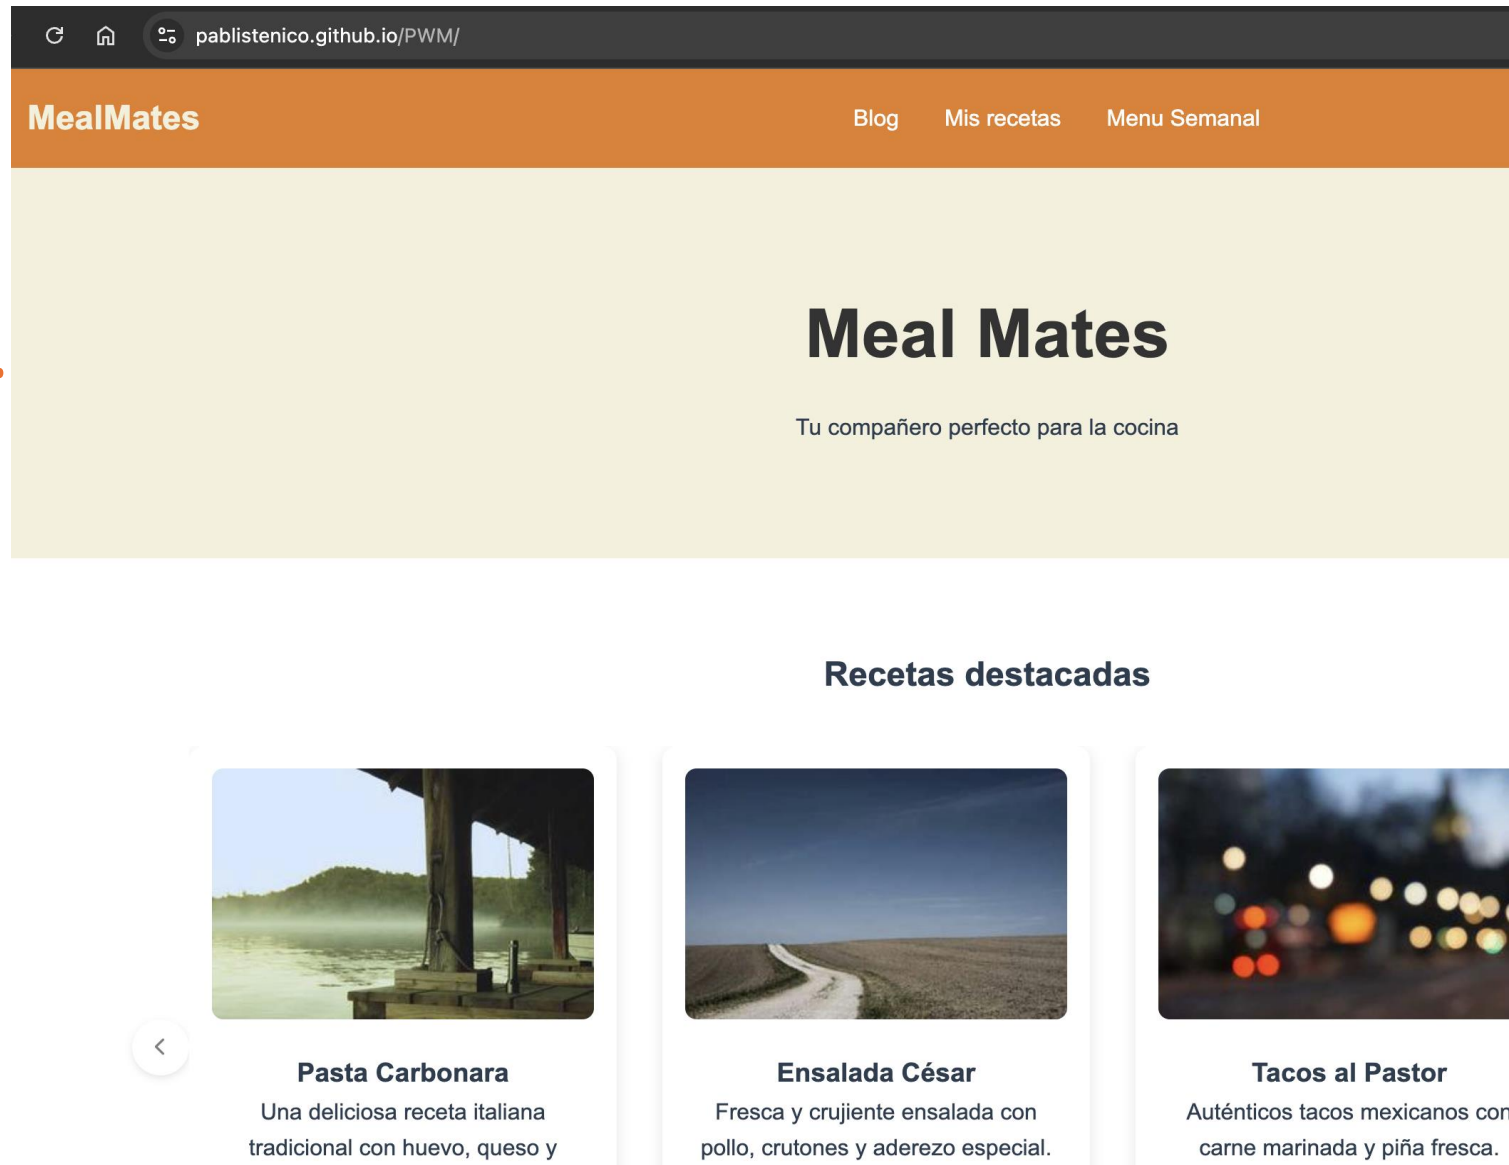 pablistenico.github.io/PWM/
MealMates
Blog Mis recetas Menu Semanal
Meal Mates
Tu compañero perfecto para la cocina
Recetas destacadas
Pasta Carbonara
Una deliciosa receta italiana
tradicional con huevo, queso y
Ensalada César
Fresca y crujiente ensalada con
pollo, crutones y aderezo especial.
Tacos al Pastor
Auténticos tacos mexicanos con
carne marinada y piña fresca.